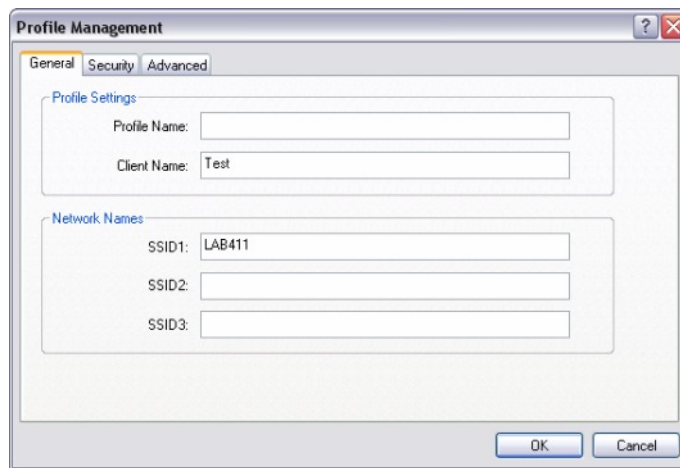 Profile Management
General Security Advanced
Profile Settings
Profile Name:
Client Name: Test
Network Names
SSID1: LAB411
SSID2:
SSID3:
OK Cancel